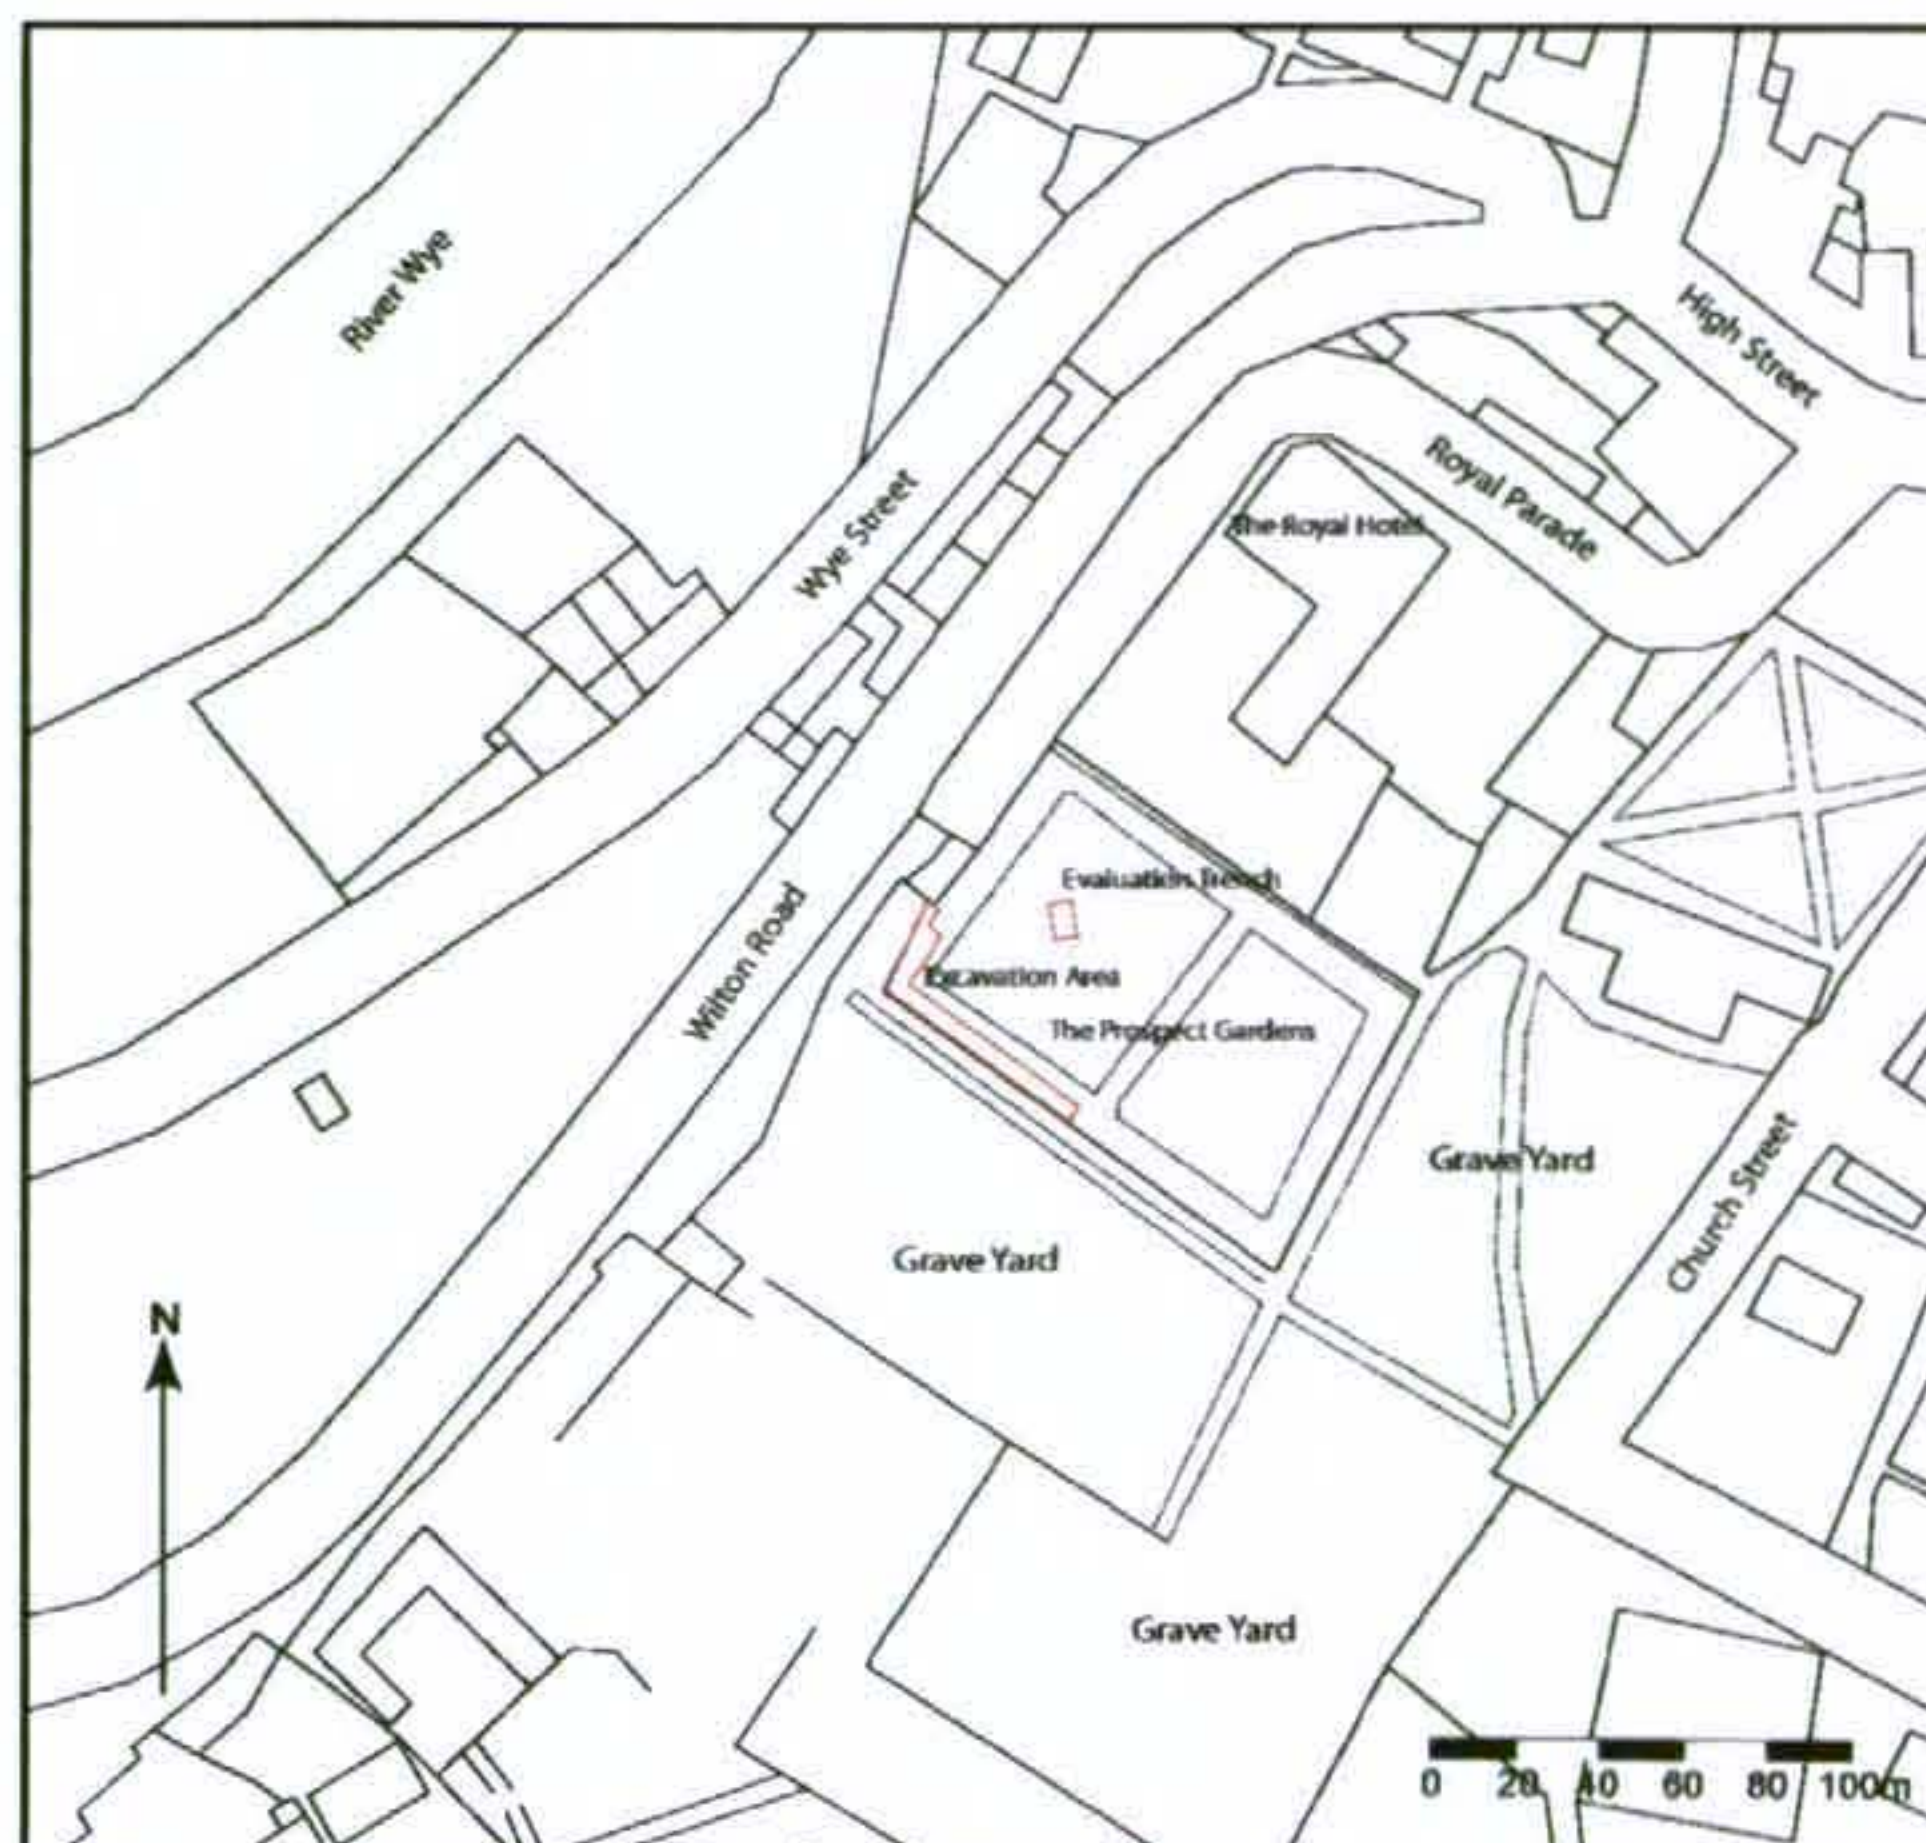 River Wye
High Street
Royal Parade
The Royal Hotel
Wye Street
Evaluation Trench
Wilton Road
Excavation Area
The Prospect Gardens
Grave Yard
Church Street
Grave Yard
N
Grave Yard
0 20 40 60 80 100m